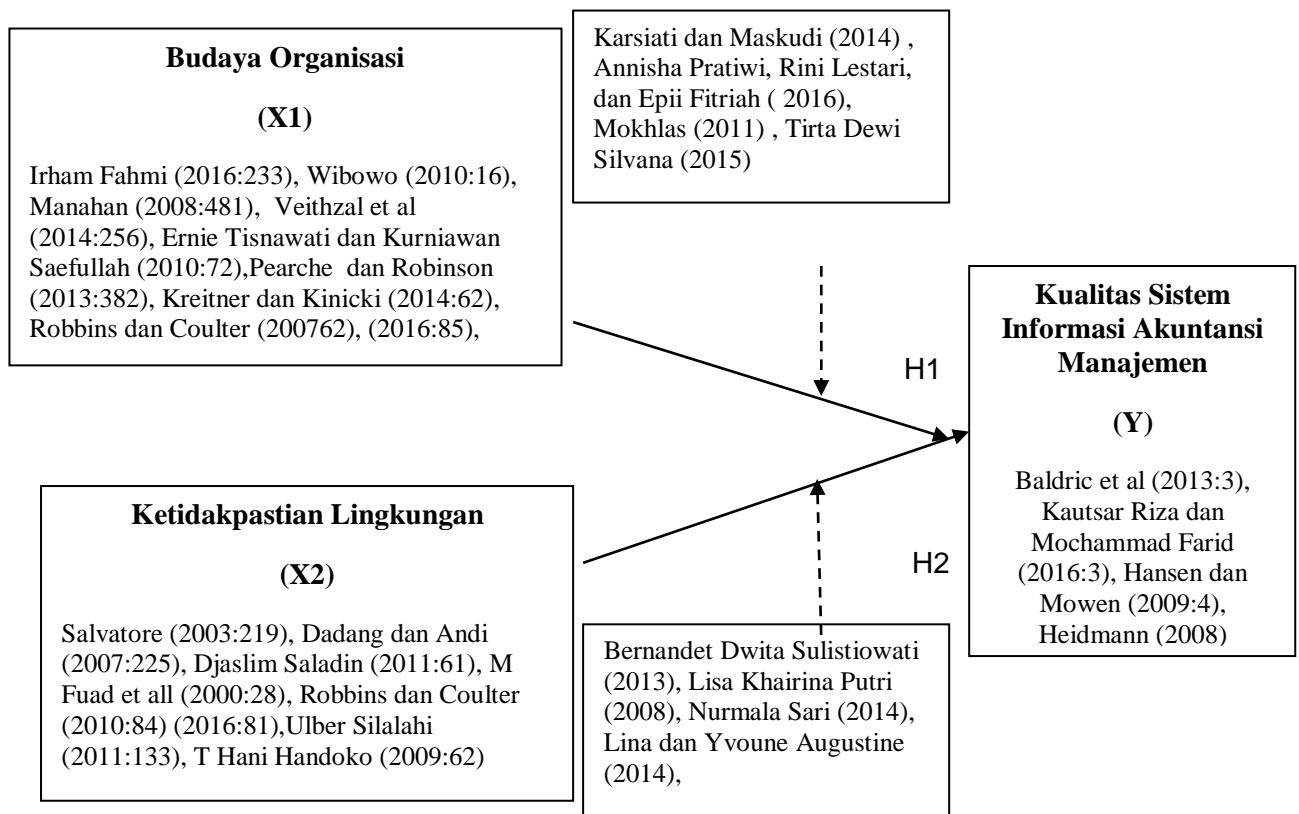 Budaya Organisasi
(X1)
Irham Fahmi (2016:233), Wibowo (2010:16),
Manahan (2008:481), Veithzal et al
(2014:256), Ernie Tisnawati dan Kurniawan
Saefullah (2010:72),Pearche dan Robinson
(2013:382), Kreitner dan Kinicki (2014:62),
Robbins dan Coulter (200762), (2016:85),
Karsiati dan Maskudi (2014) ,
Annisha Pratiwi, Rini Lestari,
dan Epii Fitriah ( 2016),
Mokhlas (2011) , Tirta Dewi
Silvana (2015)
H1
Kualitas Sistem
Informasi Akuntansi
Manajemen
(Y)
Baldric et al (2013:3),
Kautsar Riza dan
Mochammad Farid
(2016:3), Hansen dan
Mowen (2009:4),
Heidmann (2008)
Ketidakpastian Lingkungan
(X2)
Salvatore (2003:219), Dadang dan Andi
(2007:225), Djaslim Saladin (2011:61), M
Fuad et all (2000:28), Robbins dan Coulter
(2010:84) (2016:81),Ulber Silalahi
(2011:133), T Hani Handoko (2009:62)
H2
Bernandet Dwita Sulistiowati
(2013), Lisa Khairina Putri
(2008), Nurmala Sari (2014),
Lina dan Yvoune Augustine
(2014),